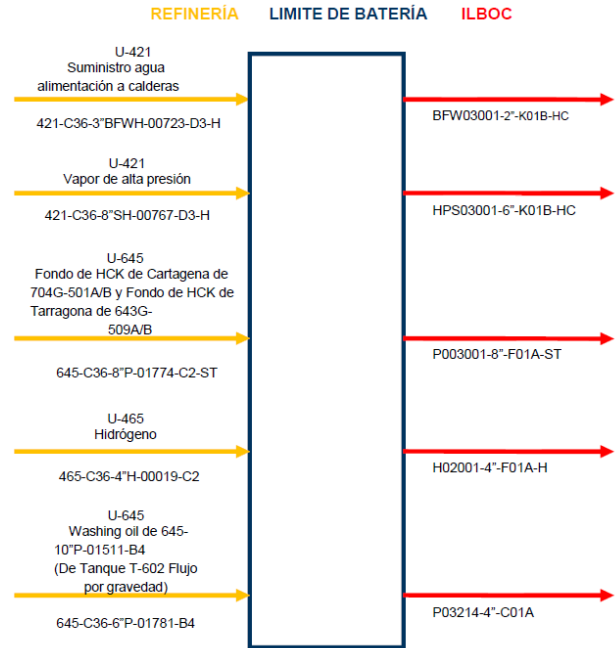 REFINERÍA LIMITE DE BATERÍA ILBOC
U-421
Suministro agua
alimentación a calderas
421-C36-3"BFWH-00723-D3-H
BFW03001-2"-K01B-HC
U-421
Vapor de alta presión
421-C36-8"SH-00767-D3-H
HPS03001-6"-K01B-HC
U-645
Fondo de HCK de Cartagena de
704G-501A/B y Fondo de HCK de
Tarragona de 643G-
509A/B
645-C36-8"P-01774-C2-ST
P003001-8"-F01A-ST
U-465
Hidrógeno
465-C36-4"H-00019-C2
H02001-4"-F01A-H
U-645
Washing oil de 645-
10"P-01511-B4
(De Tanque T-602 Flujo
por gravedad)
645-C36-6"P-01781-B4
P03214-4"-C01A